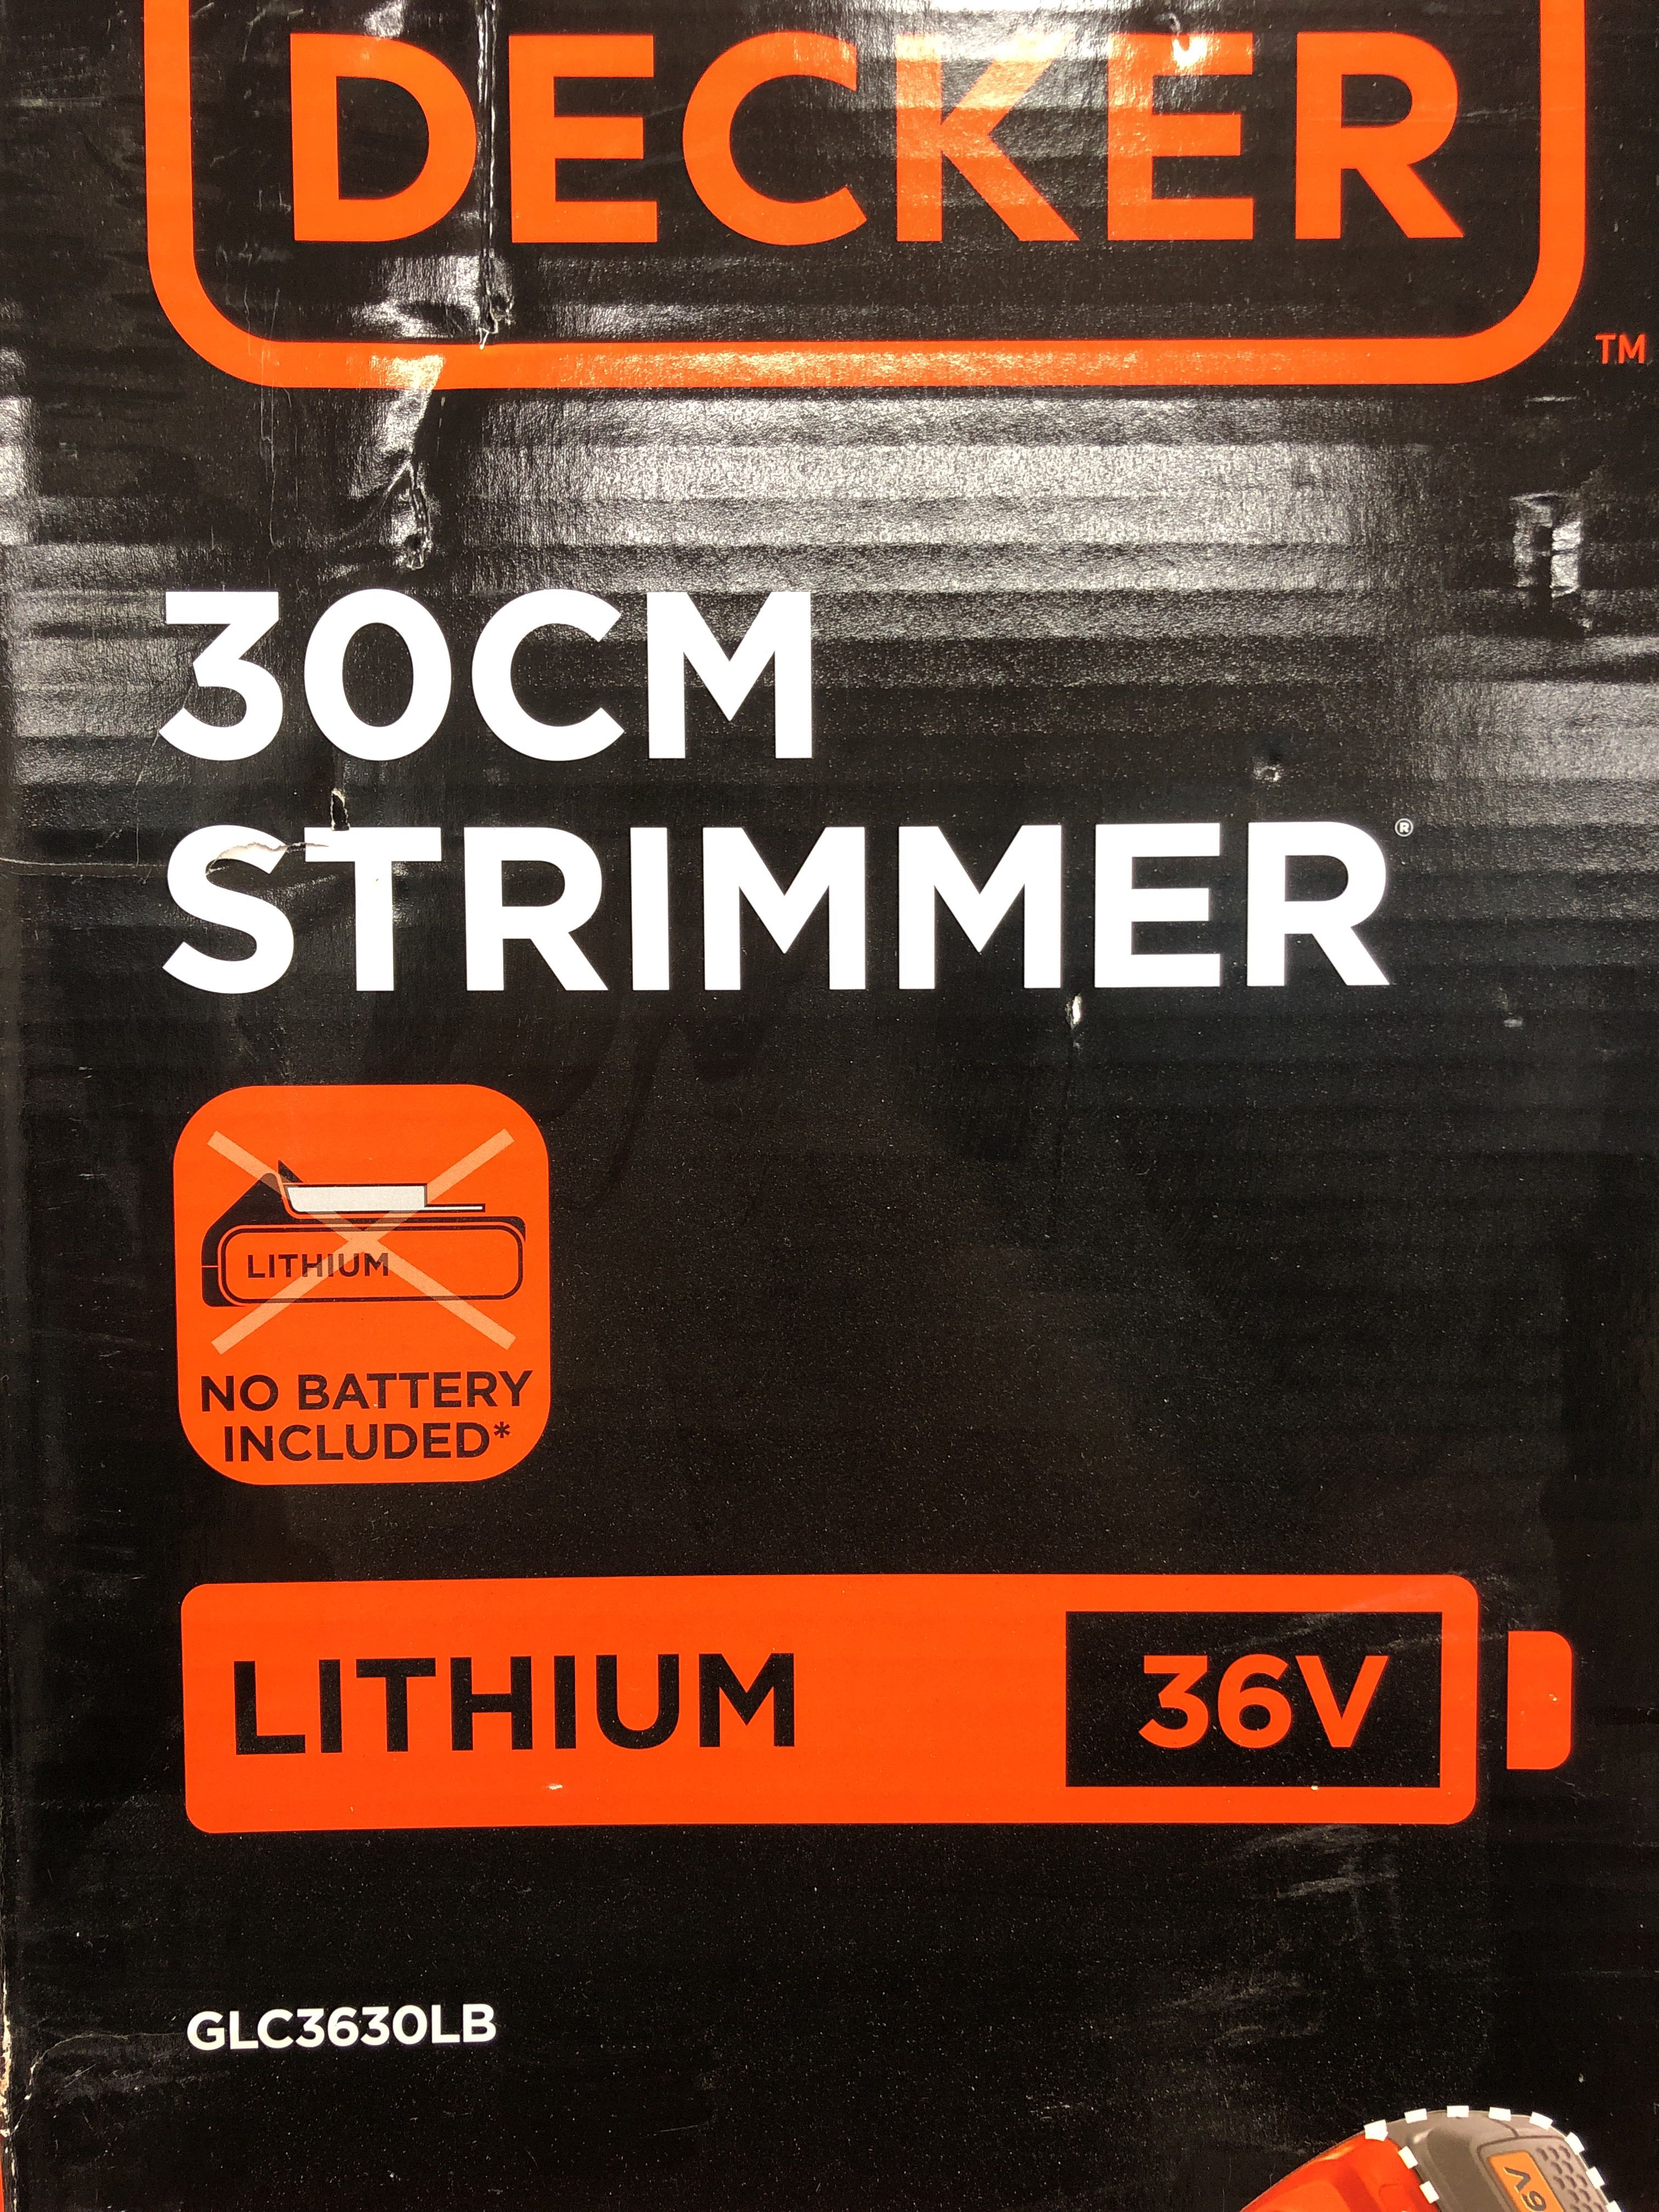 DECKER
TM
30CM
STRIMMER®
LITHIUM
NO BATTERY
INCLUDED*
LITHIUM
36V
GLC3630LB